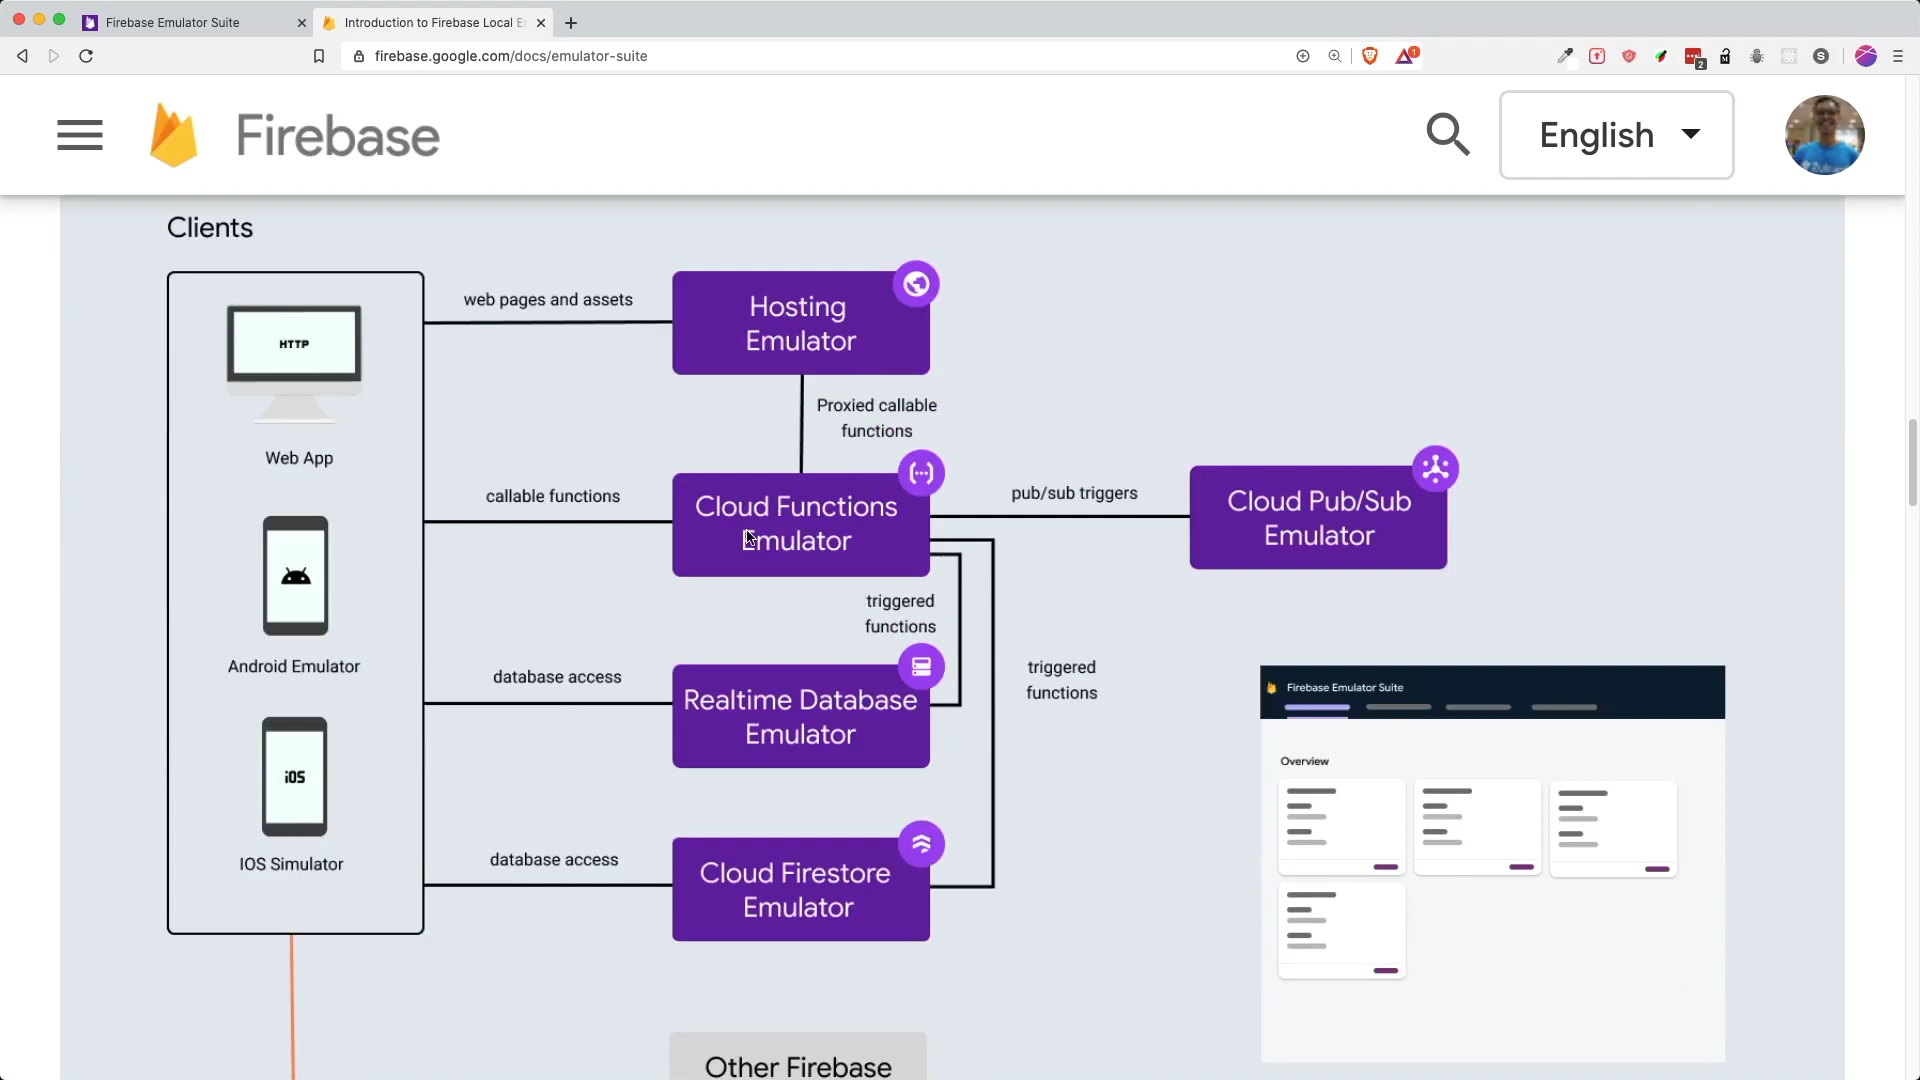 Firebase Emulator Suite
Introduction to Firebase Local E
firebase.google.com/docs/emulator-suite
1
2
S
Firebase
English
Clients
HTTP
Web App
Android Emulator
iOS
IOS Simulator
web pages and assets
Hosting
Emulator
Proxied callable
functions
callable functions
Cloud Functions
Emulator
pub/sub triggers
Cloud Pub/Sub
Emulator
triggered
functions
database access
Realtime Database
Emulator
triggered
functions
database access
Cloud Firestore
Emulator
Firebase Emulator Suite
Overview
Other Firebase